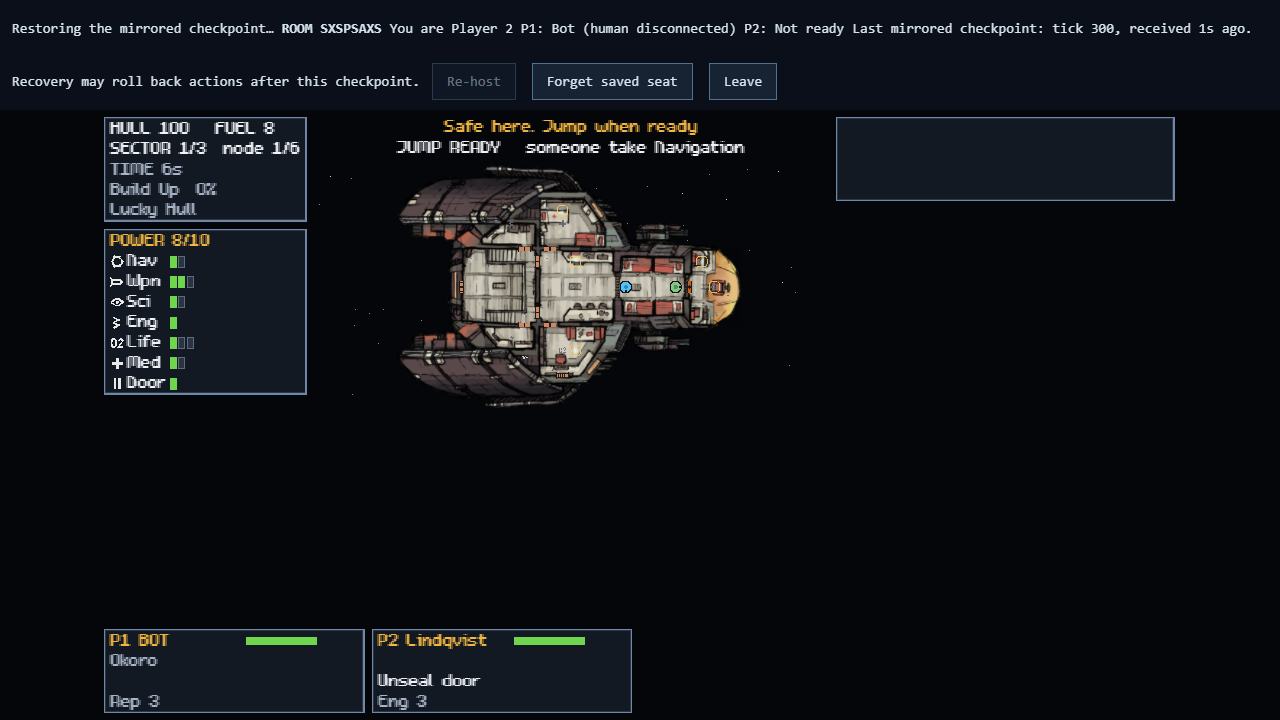 Restoring the mirrored checkpoint… ROOM SXSPSAXS You are Player 2 P1: Bot (human disconnected) P2: Not ready Last mirrored checkpoint: tick 300, received 1s ago.
Recovery may roll back actions after this checkpoint. Re-host Forget saved seat Leave
HULL 100 FUEL 8
SECTOR 1/3 node 1/6
TIME 6s
Build Up 0%
Lucky Hull
Safe here. Jump when ready
JUMP READY someone take Navigation
POWER 8/10
Nav
Wpn
Sci
Eng
O2 Life
Med
Door
P1 BOT
Okoro
Rep 3
P2 Lindqvist
Unseal door
Eng 3